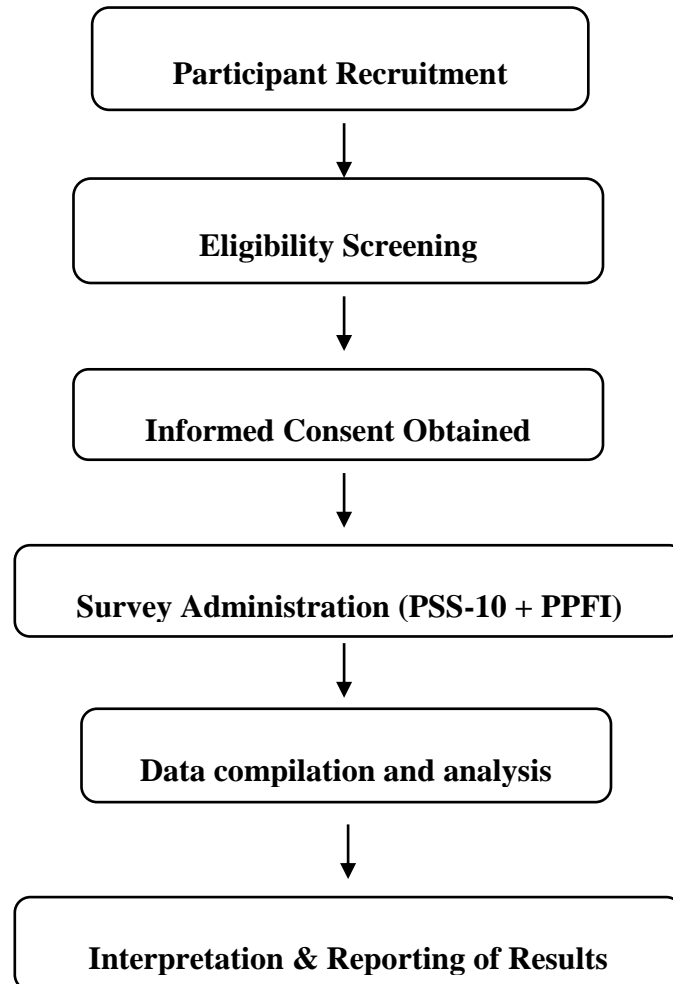 Participant Recruitment
Eligibility Screening
Informed Consent Obtained
Survey Administration (PSS-10 + PPFI)
Data compilation and analysis
Interpretation & Reporting of Results